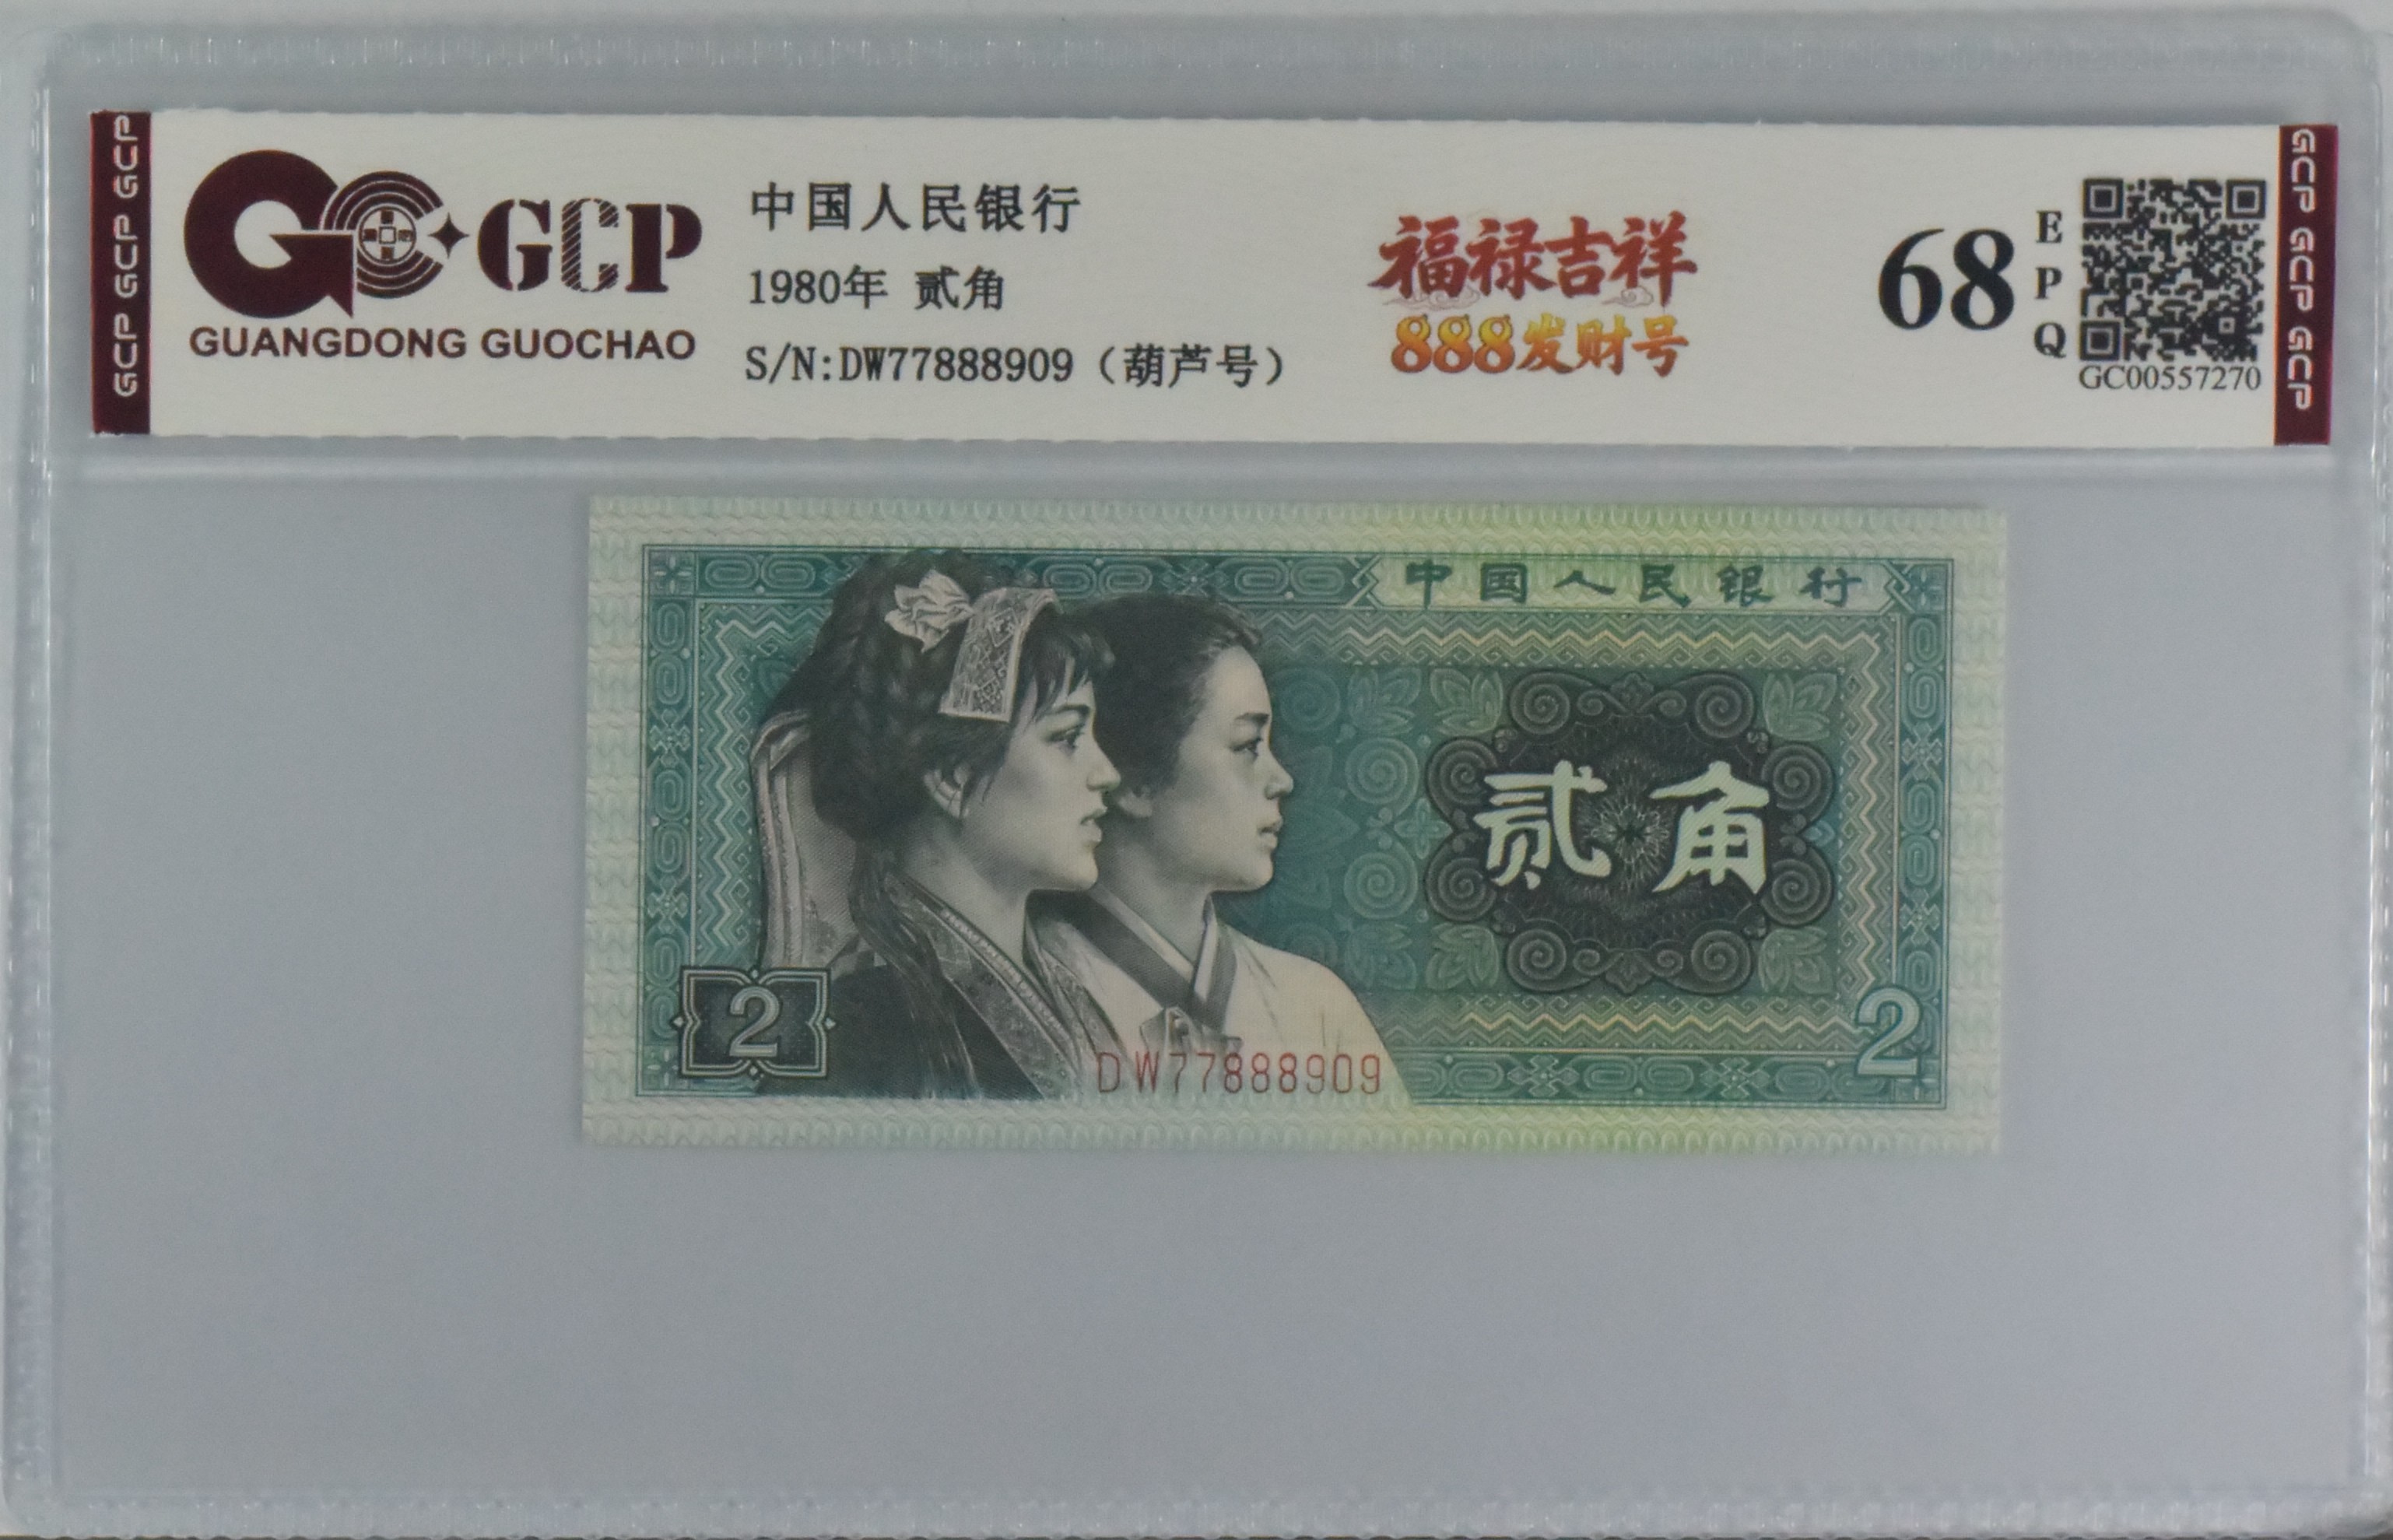 GCP GCP GCP
GCP
GUANGDONG GUOCHAO
中国人民银行
1980年 贰角
S/N:DW77888909（葫芦号）
福禄吉祥
888发财号
68
E
P
Q
GC00557270
GCP GCP GCP
中国人民银行
贰角
2
2
DW77888909